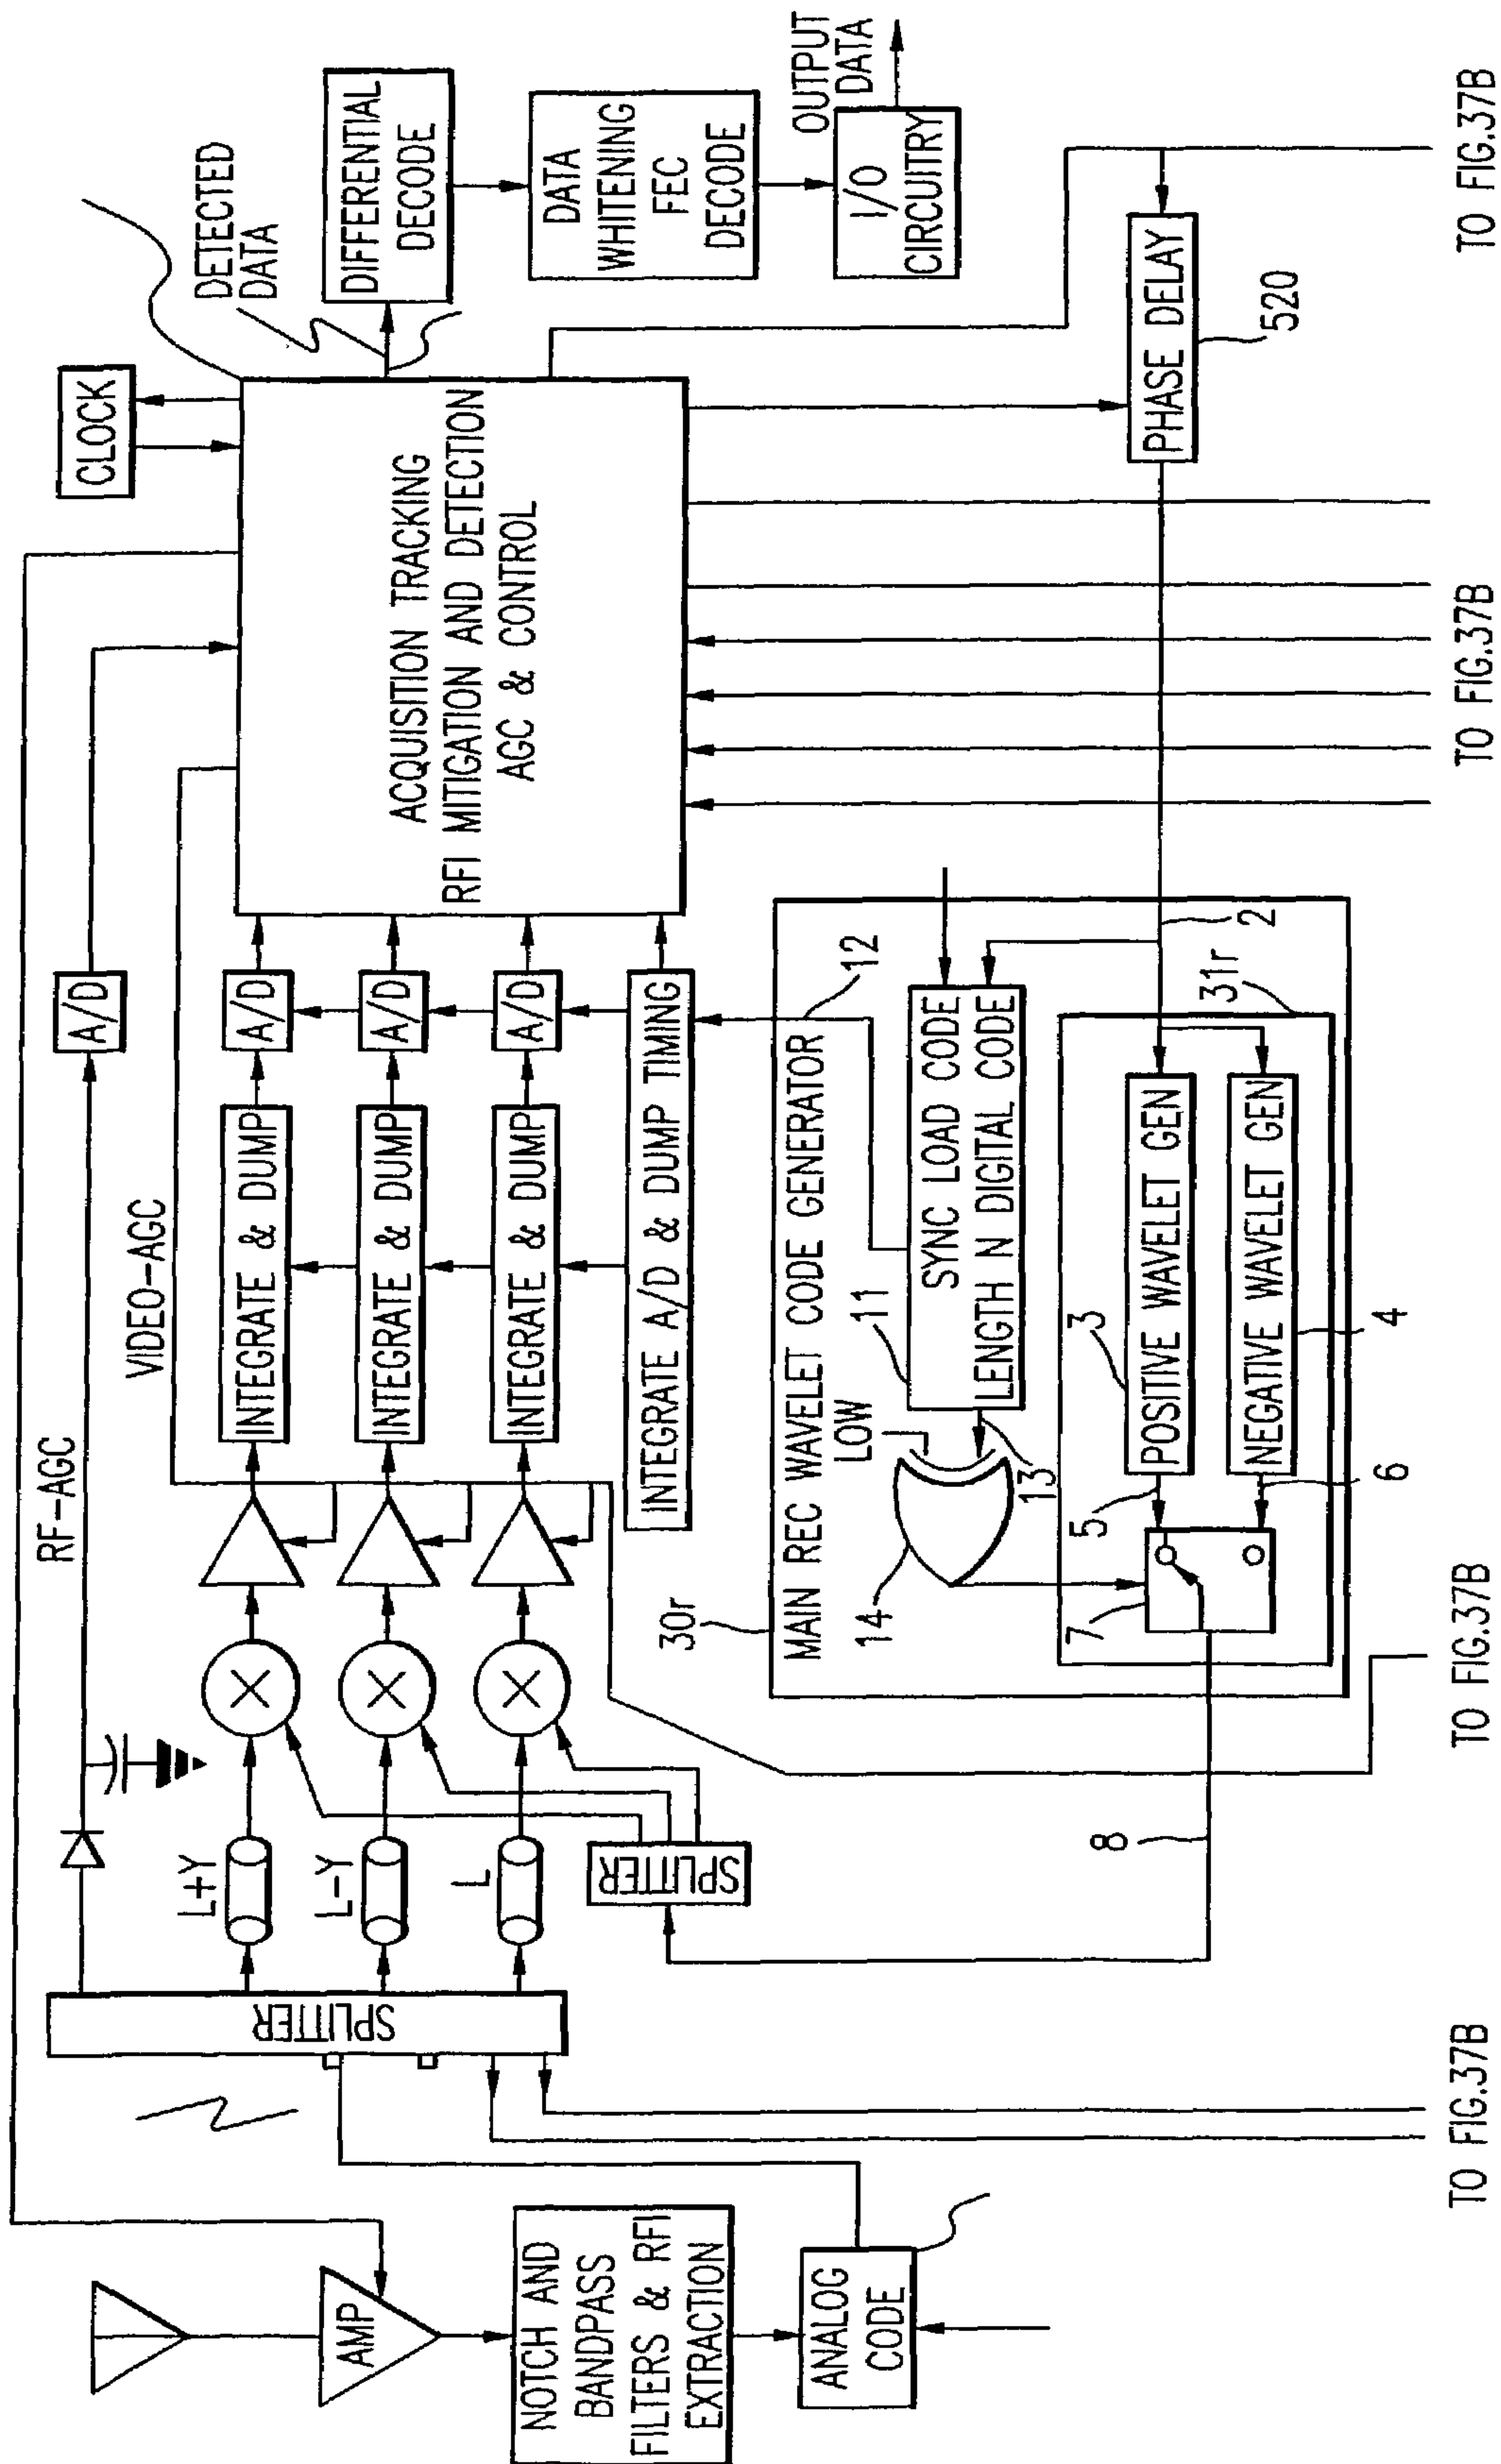 AMP
NOTCH AND
BANDPASS
FILTERS & RFI
EXTRACTION
ANALOG
CODE
SPLITTER
RF-AGC
A/D
VIDEO-AGC
L+Y
L-Y
L
SPLITTER
INTEGRATE & DUMP
INTEGRATE & DUMP
INTEGRATE & DUMP
INTEGRATE A/D & DUMP TIMING
A/D
A/D
A/D
CLOCK
ACQUISITION TRACKING
RFI MITIGATION AND DETECTION
AGC & CONTROL
DETECTED
DATA
DIFFERENTIAL
DECODE
DATA
WHITENING
FEC
DECODE
I/O
CIRCUITRY
OUTPUT
DATA
30r
MAIN REC WAVELET CODE GENERATOR
12
LOW
11
SYNC LOAD CODE
LENGTH N DIGITAL CODE
14
13
2
31r
3
POSITIVE WAVELET GEN
NEGATIVE WAVELET GEN
4
5
6
7
8
PHASE DELAY
520
TO FIG.37B
TO FIG.37B
TO FIG.37B
TO FIG.37B